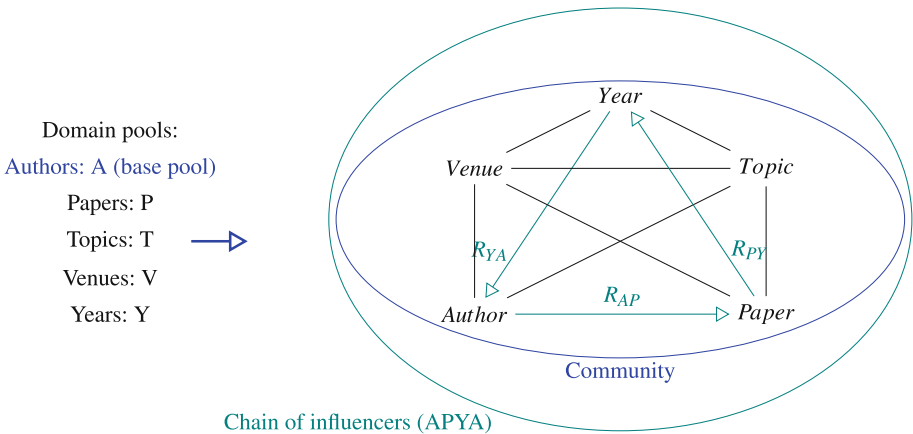 Domain pools:
Authors: A (base pool)
Papers: P
Topics: T
Venues: V
Years: Y
Year
Venue
Topic
R_YA
R_PY
R_AP
Author
Paper
Community
Chain of influencers (APYA)